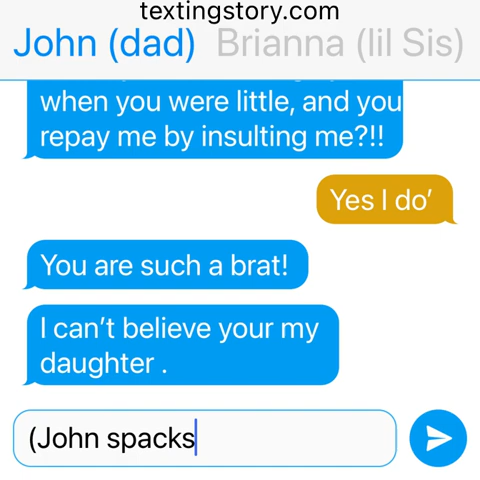 textingstory.com
John (dad) Brianna (lil Sis)
when you were little, and you
repay me by insulting me?!!
Yes I do’
You are such a brat!
I can’t believe your my
daughter .
(John spacks